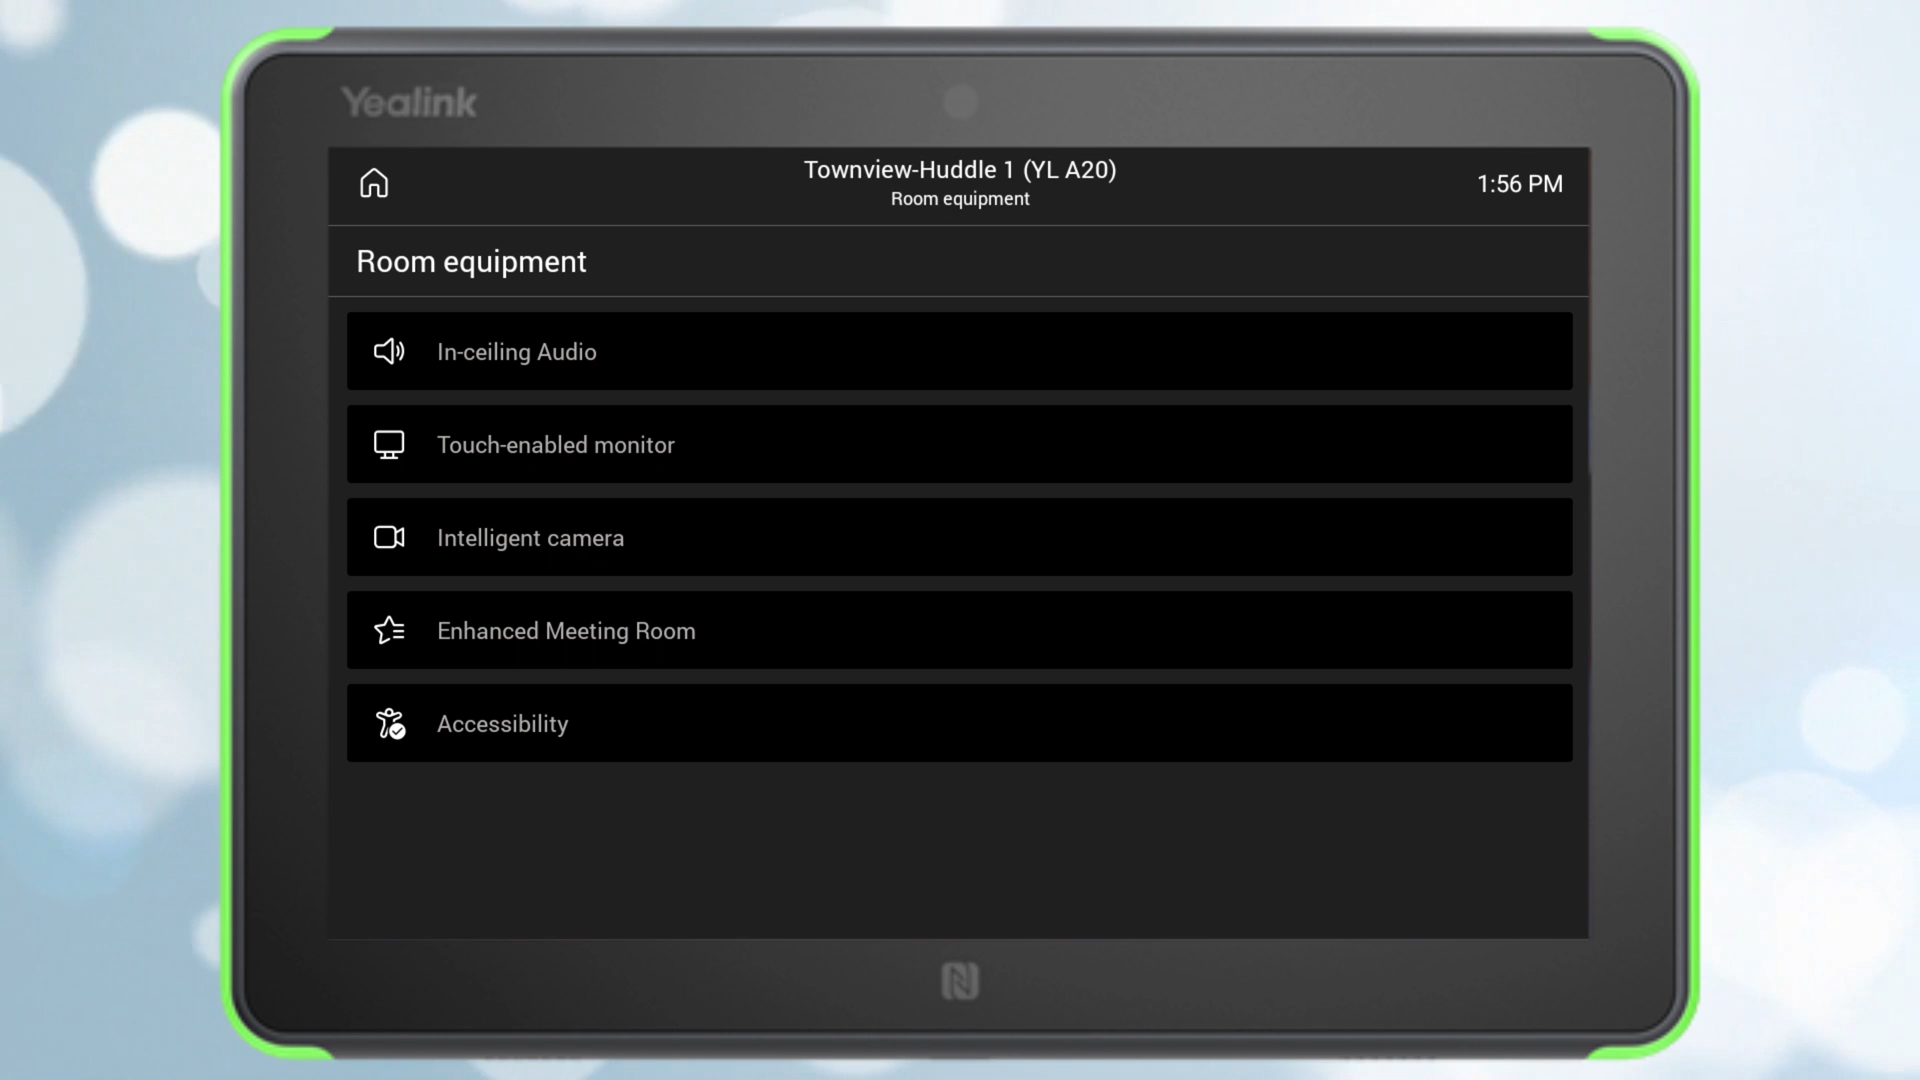 Yealink
Townview-Huddle 1 (YL A20)
Room equipment
1:56 PM
Room equipment
In-ceiling Audio
Touch-enabled monitor
Intelligent camera
Enhanced Meeting Room
Accessibility